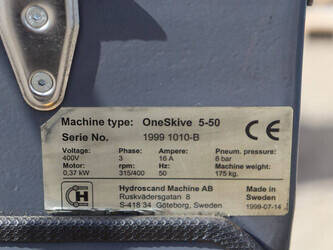 Machine type: OneSkive 5-50
Serie No. 1999 1010-B
CE
Voltage: Phase: Ampere: Pneum. pressure:
400V 3 16 A 6 bar
Motor: rpm: Hz: Machine weight:
0,37 kW 315/400 50 175 kg.
H
Hydroscand Machine AB
Ruskvädersgatan 8
S-418 34 Göteborg, Sweden
Made in
Sweden
1999-07-14